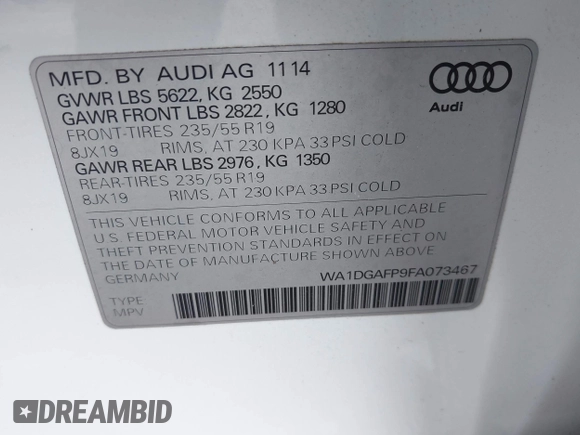 MFD. BY AUDI AG 11 14
GVWR LBS 5622, KG 2550
GAWR FRONT LBS 2822, KG 1280
FRONT-TIRES 235/55 R19
8JX19 RIMS, AT 230 KPA 33 PSI COLD
GAWR REAR LBS 2976, KG 1350
REAR-TIRES 235/55 R19
8JX19 RIMS, AT 230 KPA 33 PSI COLD
Audi
THIS VEHICLE CONFORMS TO ALL APPLICABLE
U.S. FEDERAL MOTOR VEHICLE SAFETY AND
THEFT PREVENTION STANDARDS IN EFFECT ON
THE DATE OF MANUFACTURE SHOWN ABOVE
GERMANY
WA1DGAFP9FA073467
TYPE
MPV
DREAMBID